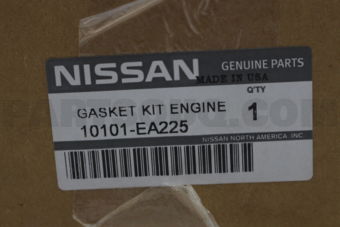 NISSAN GENUINE PARTS
MADE IN USA
Q'TY
GASKET KIT ENGINE 1
10101-EA225
NISSAN NORTH AMERICA, INC